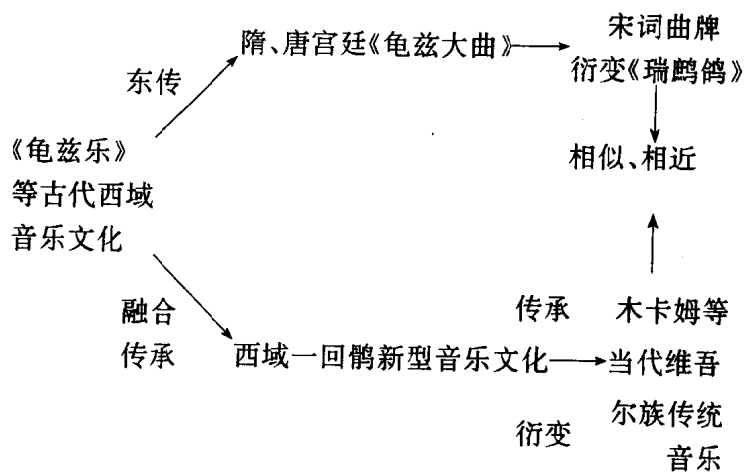 隋、唐宫廷《龟兹大曲》
宋词曲牌
衍变《瑞鹧鸪》
东传
《龟兹乐》
等古代西域
音乐文化
相似、相近
融合
传承
西域一回鹘新型音乐文化
传承
衍变
木卡姆等
当代维吾
尔族传统
音乐